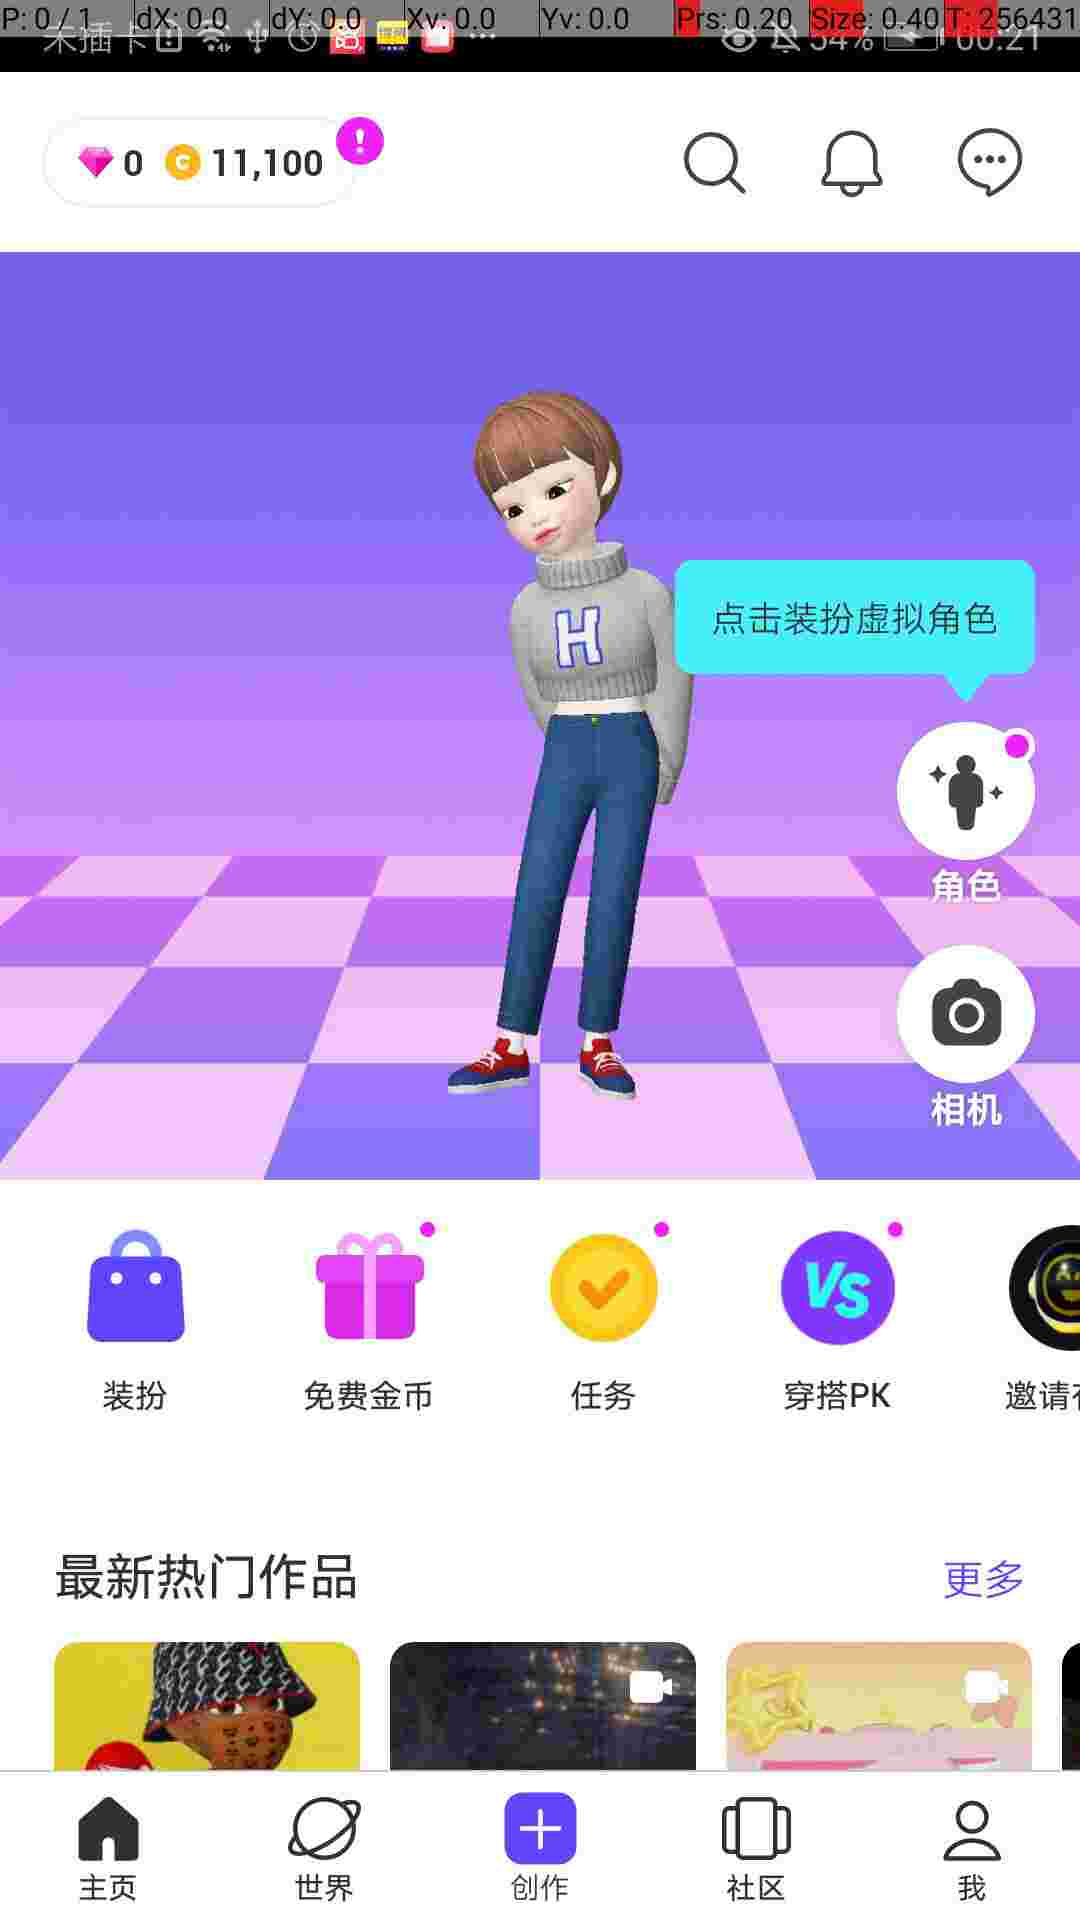 P: 0 / 1 dX: 0.0 dY: 0.0 Xv: 0.0 Yv: 0.0 Prs: 0.20 Size: 0.40 T: 256431
未插卡 54% 00:21
0 11,100
H
点击装扮虚拟角色
角色
相机
VS
装扮 免费金币 任务 穿搭PK 邀请
最新热门作品 更多
主页 世界 创作 社区 我